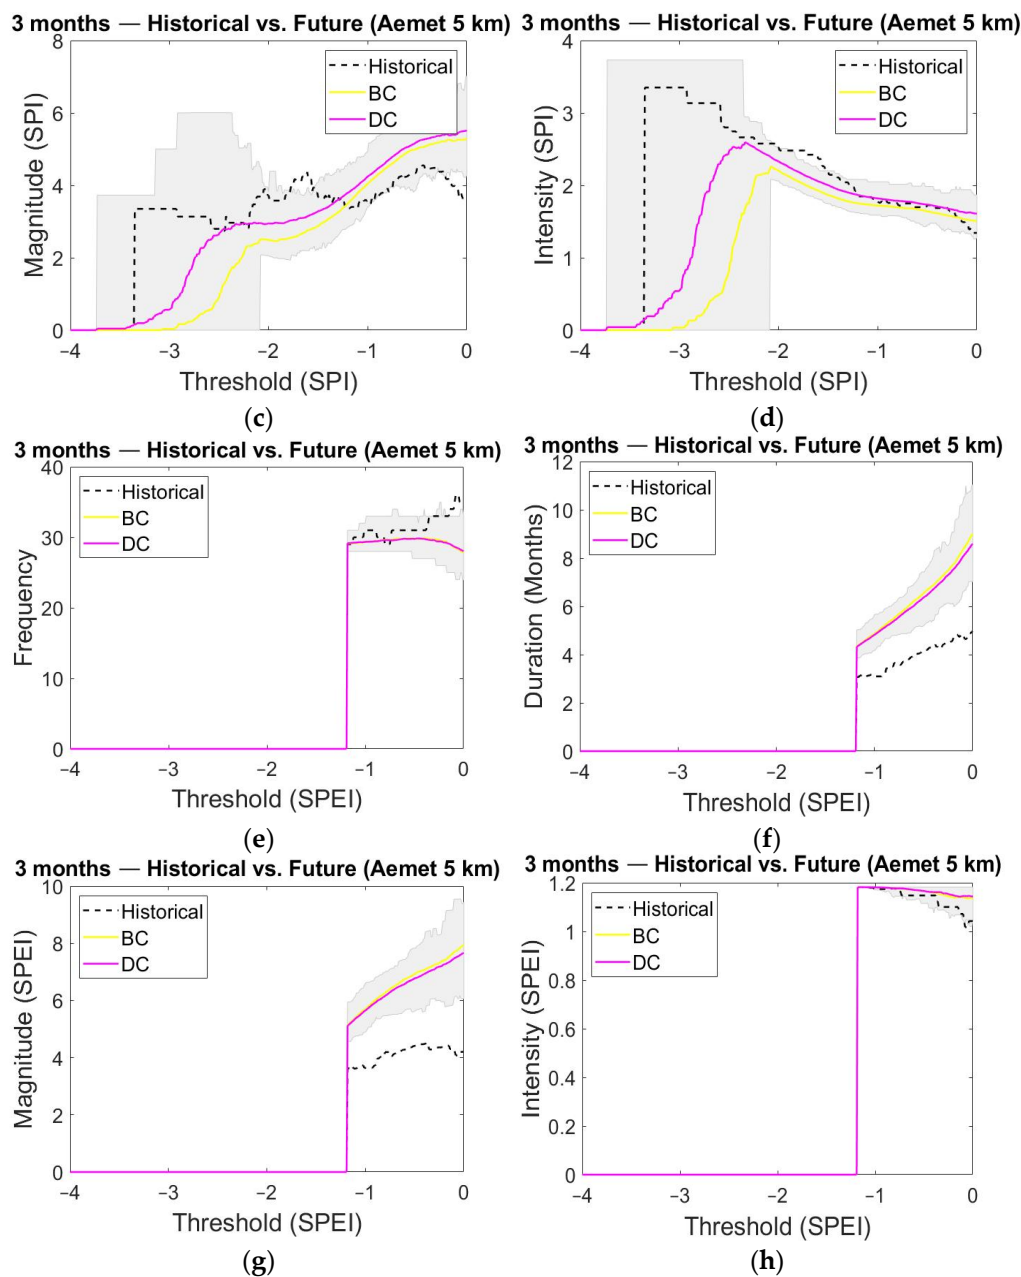 3 months — Historical vs. Future (Aemet 5 km)
8
6
4
2
0
Magnitude (SPI)
Historical
BC
DC
−4
−3
−2
−1
0
Threshold (SPI)
(c)
3 months — Historical vs. Future (Aemet 5 km)
4
3
2
1
0
Intensity (SPI)
Historical
BC
DC
−4
−3
−2
−1
0
Threshold (SPI)
(d)
3 months — Historical vs. Future (Aemet 5 km)
40
30
20
10
0
Frequency
Historical
BC
DC
−4
−3
−2
−1
0
Threshold (SPEI)
(e)
3 months — Historical vs. Future (Aemet 5 km)
12
10
8
6
4
2
0
Duration (Months)
Historical
BC
DC
−4
−3
−2
−1
0
Threshold (SPEI)
(f)
3 months — Historical vs. Future (Aemet 5 km)
10
8
6
4
2
0
Magnitude (SPEI)
Historical
BC
DC
−4
−3
−2
−1
0
Threshold (SPEI)
(g)
3 months — Historical vs. Future (Aemet 5 km)
1.2
1
0.8
0.6
0.4
0.2
0
Intensity (SPEI)
Historical
BC
DC
−4
−3
−2
−1
0
Threshold (SPEI)
(h)